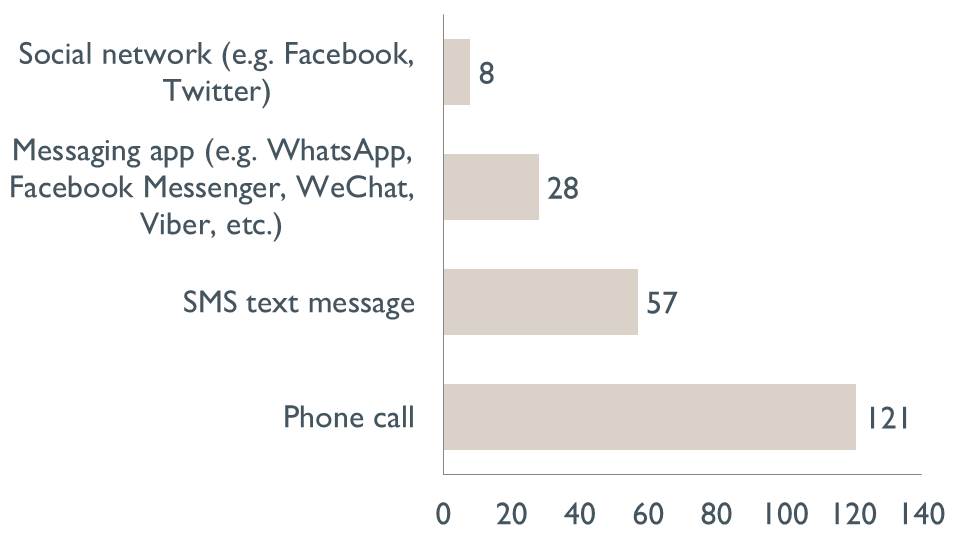 Social network (e.g. Facebook,
Twitter)
8
Messaging app (e.g. WhatsApp,
Facebook Messenger, WeChat,
Viber, etc.)
28
SMS text message
57
Phone call
121
0 20 40 60 80 100 120 140